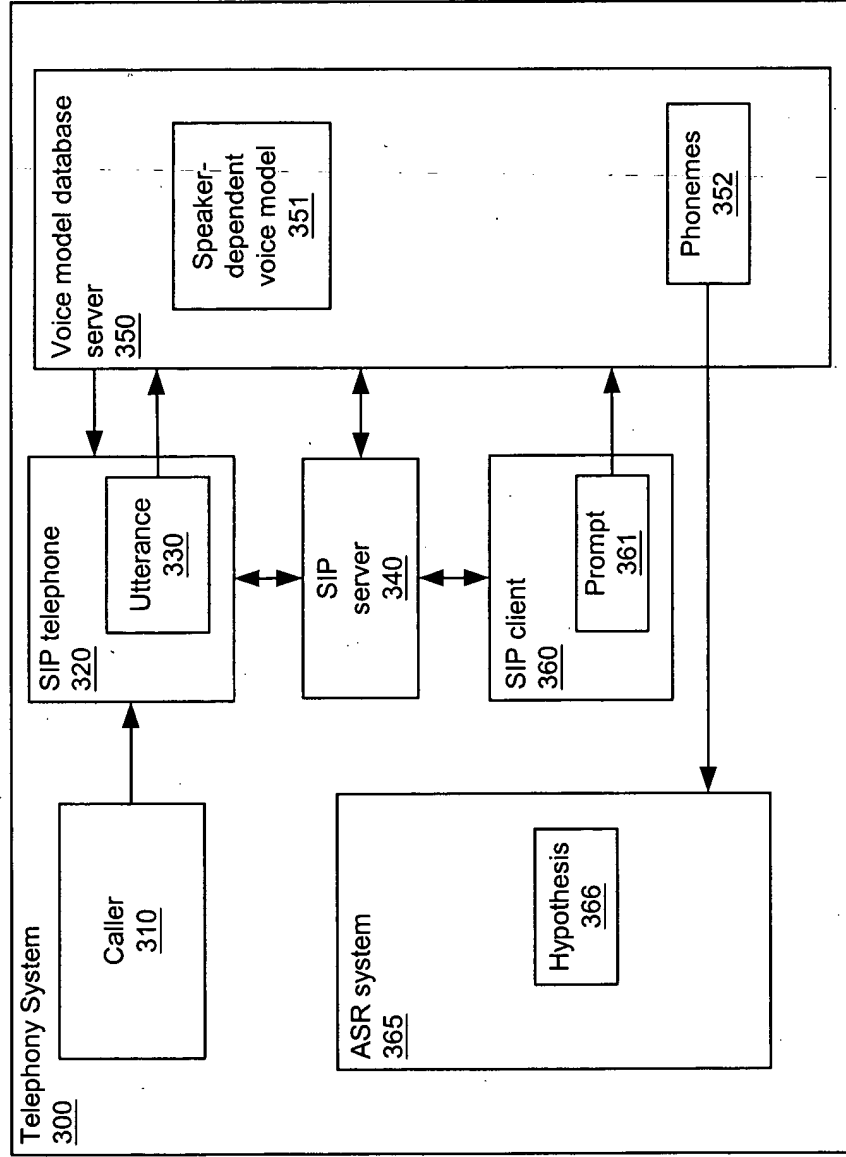 Telephony System
300
Caller
310
SIP telephone
320
Utterance
330
Voice model database
server
350
Speaker-
dependent
voice model
351
SIP
server
340
ASR system
365
Hypothesis
366
SIP client
360
Prompt
361
Phonemes
352